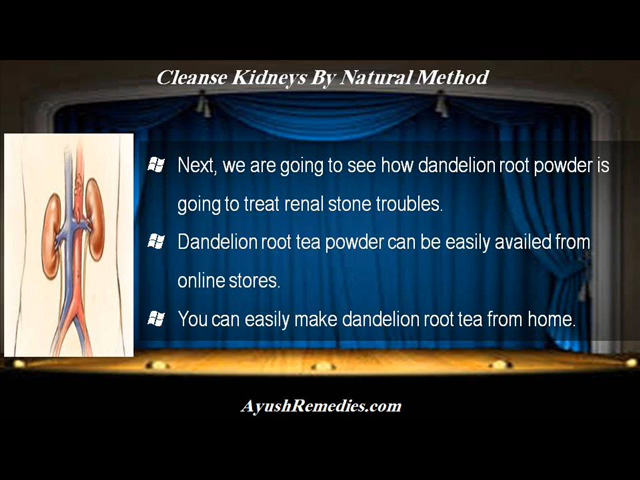 Cleanse Kidneys By Natural Method
Next, we are going to see how dandelion root powder is
going to treat renal stone troubles.
Dandelion root tea powder can be easily availed from
online stores.
You can easily make dandelion root tea from home.
AyushRemedies.com